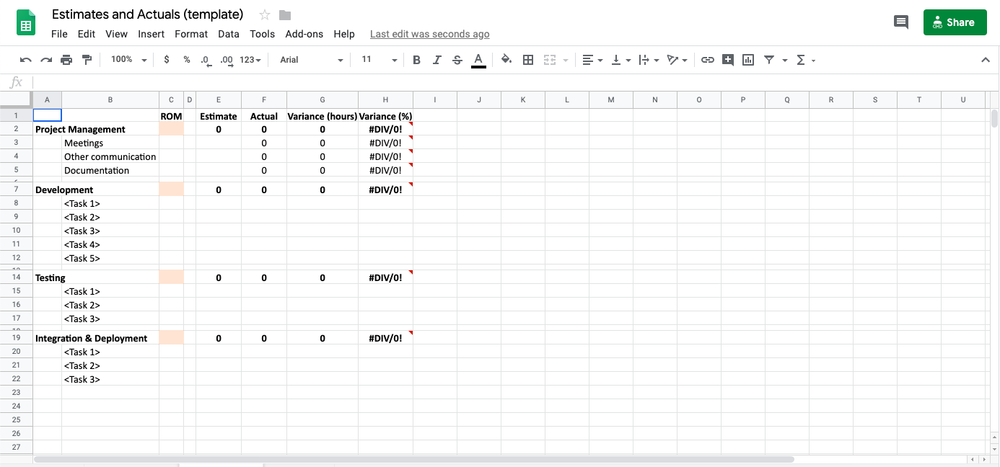 Estimates and Actuals (template)
File Edit View Insert Format Data Tools Add-ons Help Last edit was seconds ago
Share
100% $ % .0 .00 123 Arial 11 B I S A Σ
fx
A B C D E F G H I J K L M N O P Q R S T U
1 ROM Estimate Actual Variance (hours) Variance (%)
2 Project Management 0 0 0 #DIV/0!
3 Meetings 0 0 #DIV/0!
4 Other communication 0 0 #DIV/0!
5 Documentation 0 0 #DIV/0!
7 Development 0 0 0 #DIV/0!
8 <Task 1>
9 <Task 2>
10 <Task 3>
11 <Task 4>
12 <Task 5>
14 Testing 0 0 0 #DIV/0!
15 <Task 1>
16 <Task 2>
17 <Task 3>
19 Integration & Deployment 0 0 0 #DIV/0!
20 <Task 1>
21 <Task 2>
22 <Task 3>
23
24
25
26
27